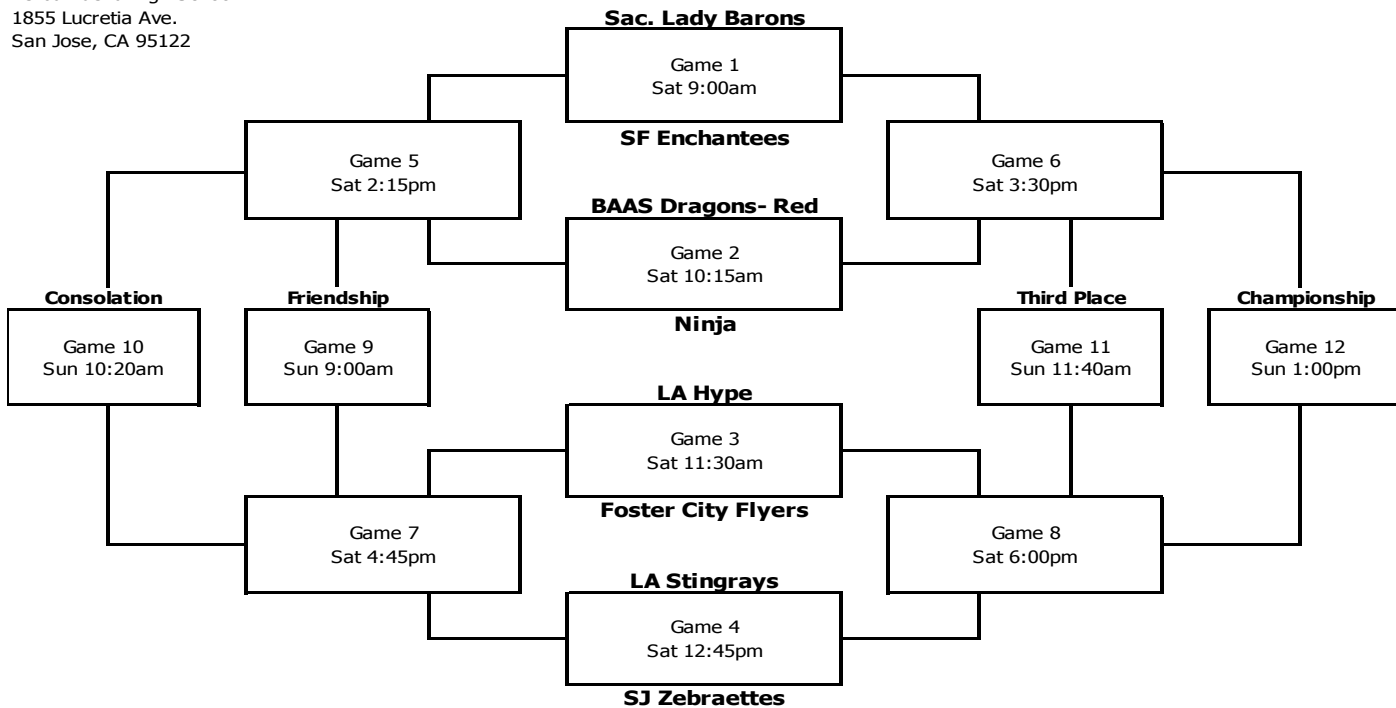 1855 Lucretia Ave.
San Jose, CA 95122
Sac. Lady Barons
Game 1
Sat 9:00am
SF Enchantees
Game 5
Sat 2:15pm
Game 6
Sat 3:30pm
BAAS Dragons- Red
Game 2
Sat 10:15am
Ninja
Consolation
Game 10
Sun 10:20am
Friendship
Game 9
Sun 9:00am
Third Place
Game 11
Sun 11:40am
Championship
Game 12
Sun 1:00pm
LA Hype
Game 3
Sat 11:30am
Foster City Flyers
Game 7
Sat 4:45pm
Game 8
Sat 6:00pm
LA Stingrays
Game 4
Sat 12:45pm
SJ Zebraettes